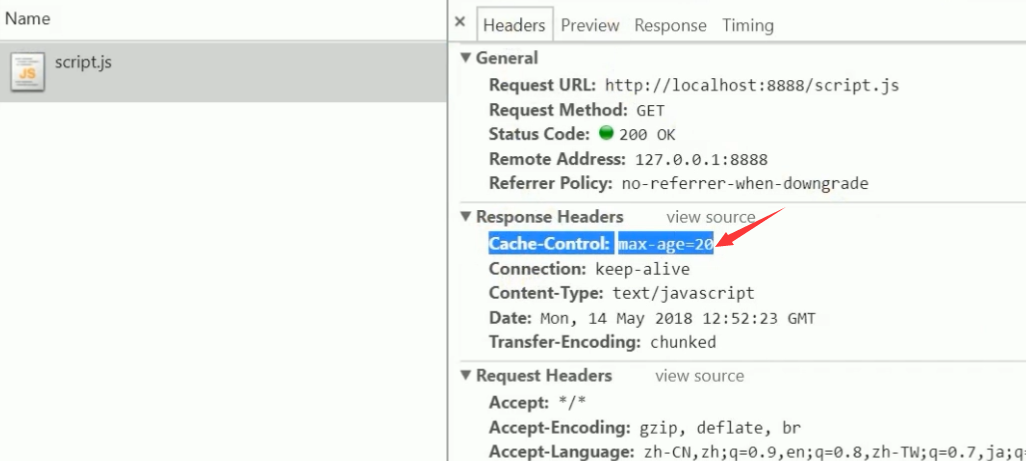 Name
script.js
JS
× Headers Preview Response Timing
▼ General
Request URL: http://localhost:8888/script.js
Request Method: GET
Status Code: 200 OK
Remote Address: 127.0.0.1:8888
Referrer Policy: no-referrer-when-downgrade
▼ Response Headers view source
Cache-Control: max-age=20
Connection: keep-alive
Content-Type: text/javascript
Date: Mon, 14 May 2018 12:52:23 GMT
Transfer-Encoding: chunked
▼ Request Headers view source
Accept: */*
Accept-Encoding: gzip, deflate, br
Accept-Language: zh-CN,zh;q=0.9,en;q=0.8,zh-TW;q=0.7,ja;q=